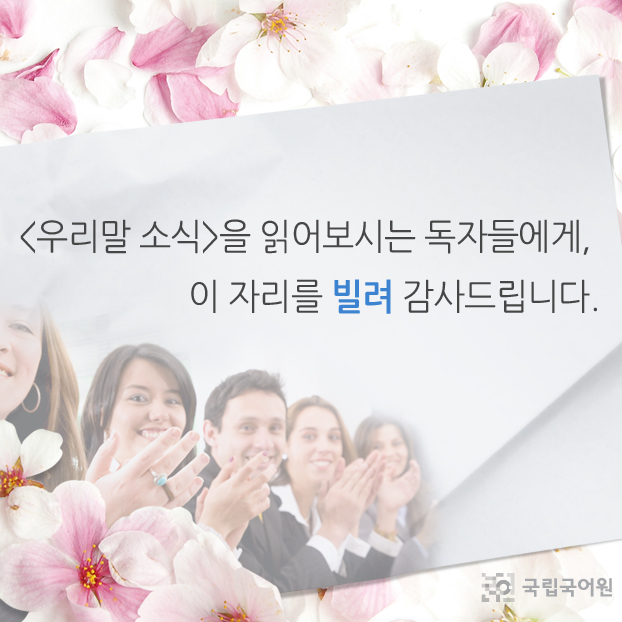 <우리말 소식>을 읽어보시는 독자들에게,
이 자리를 빌려 감사드립니다.
국립국어원